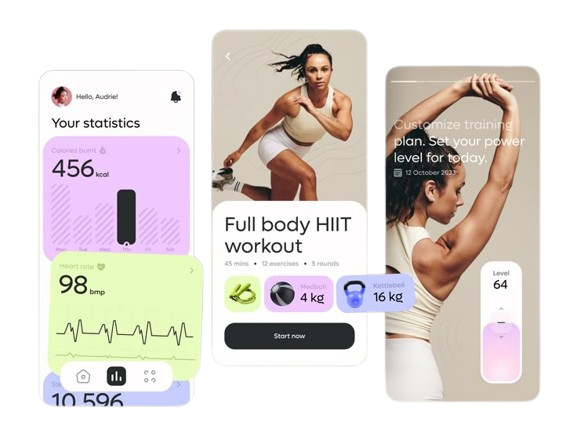 Hello, Audrie!
Your statistics
Calories burnt
456 kcal
Mon Tue Wed Thu Fri Sat
Heart rate
98 bmp
10 596
Full body HIIT
workout
45 mins • 12 exercises • 5 rounds
Medball
4 kg
Kettlebell
16 kg
Start now
Customize training
plan. Set your power
level for today.
12 October 2023
Level
64